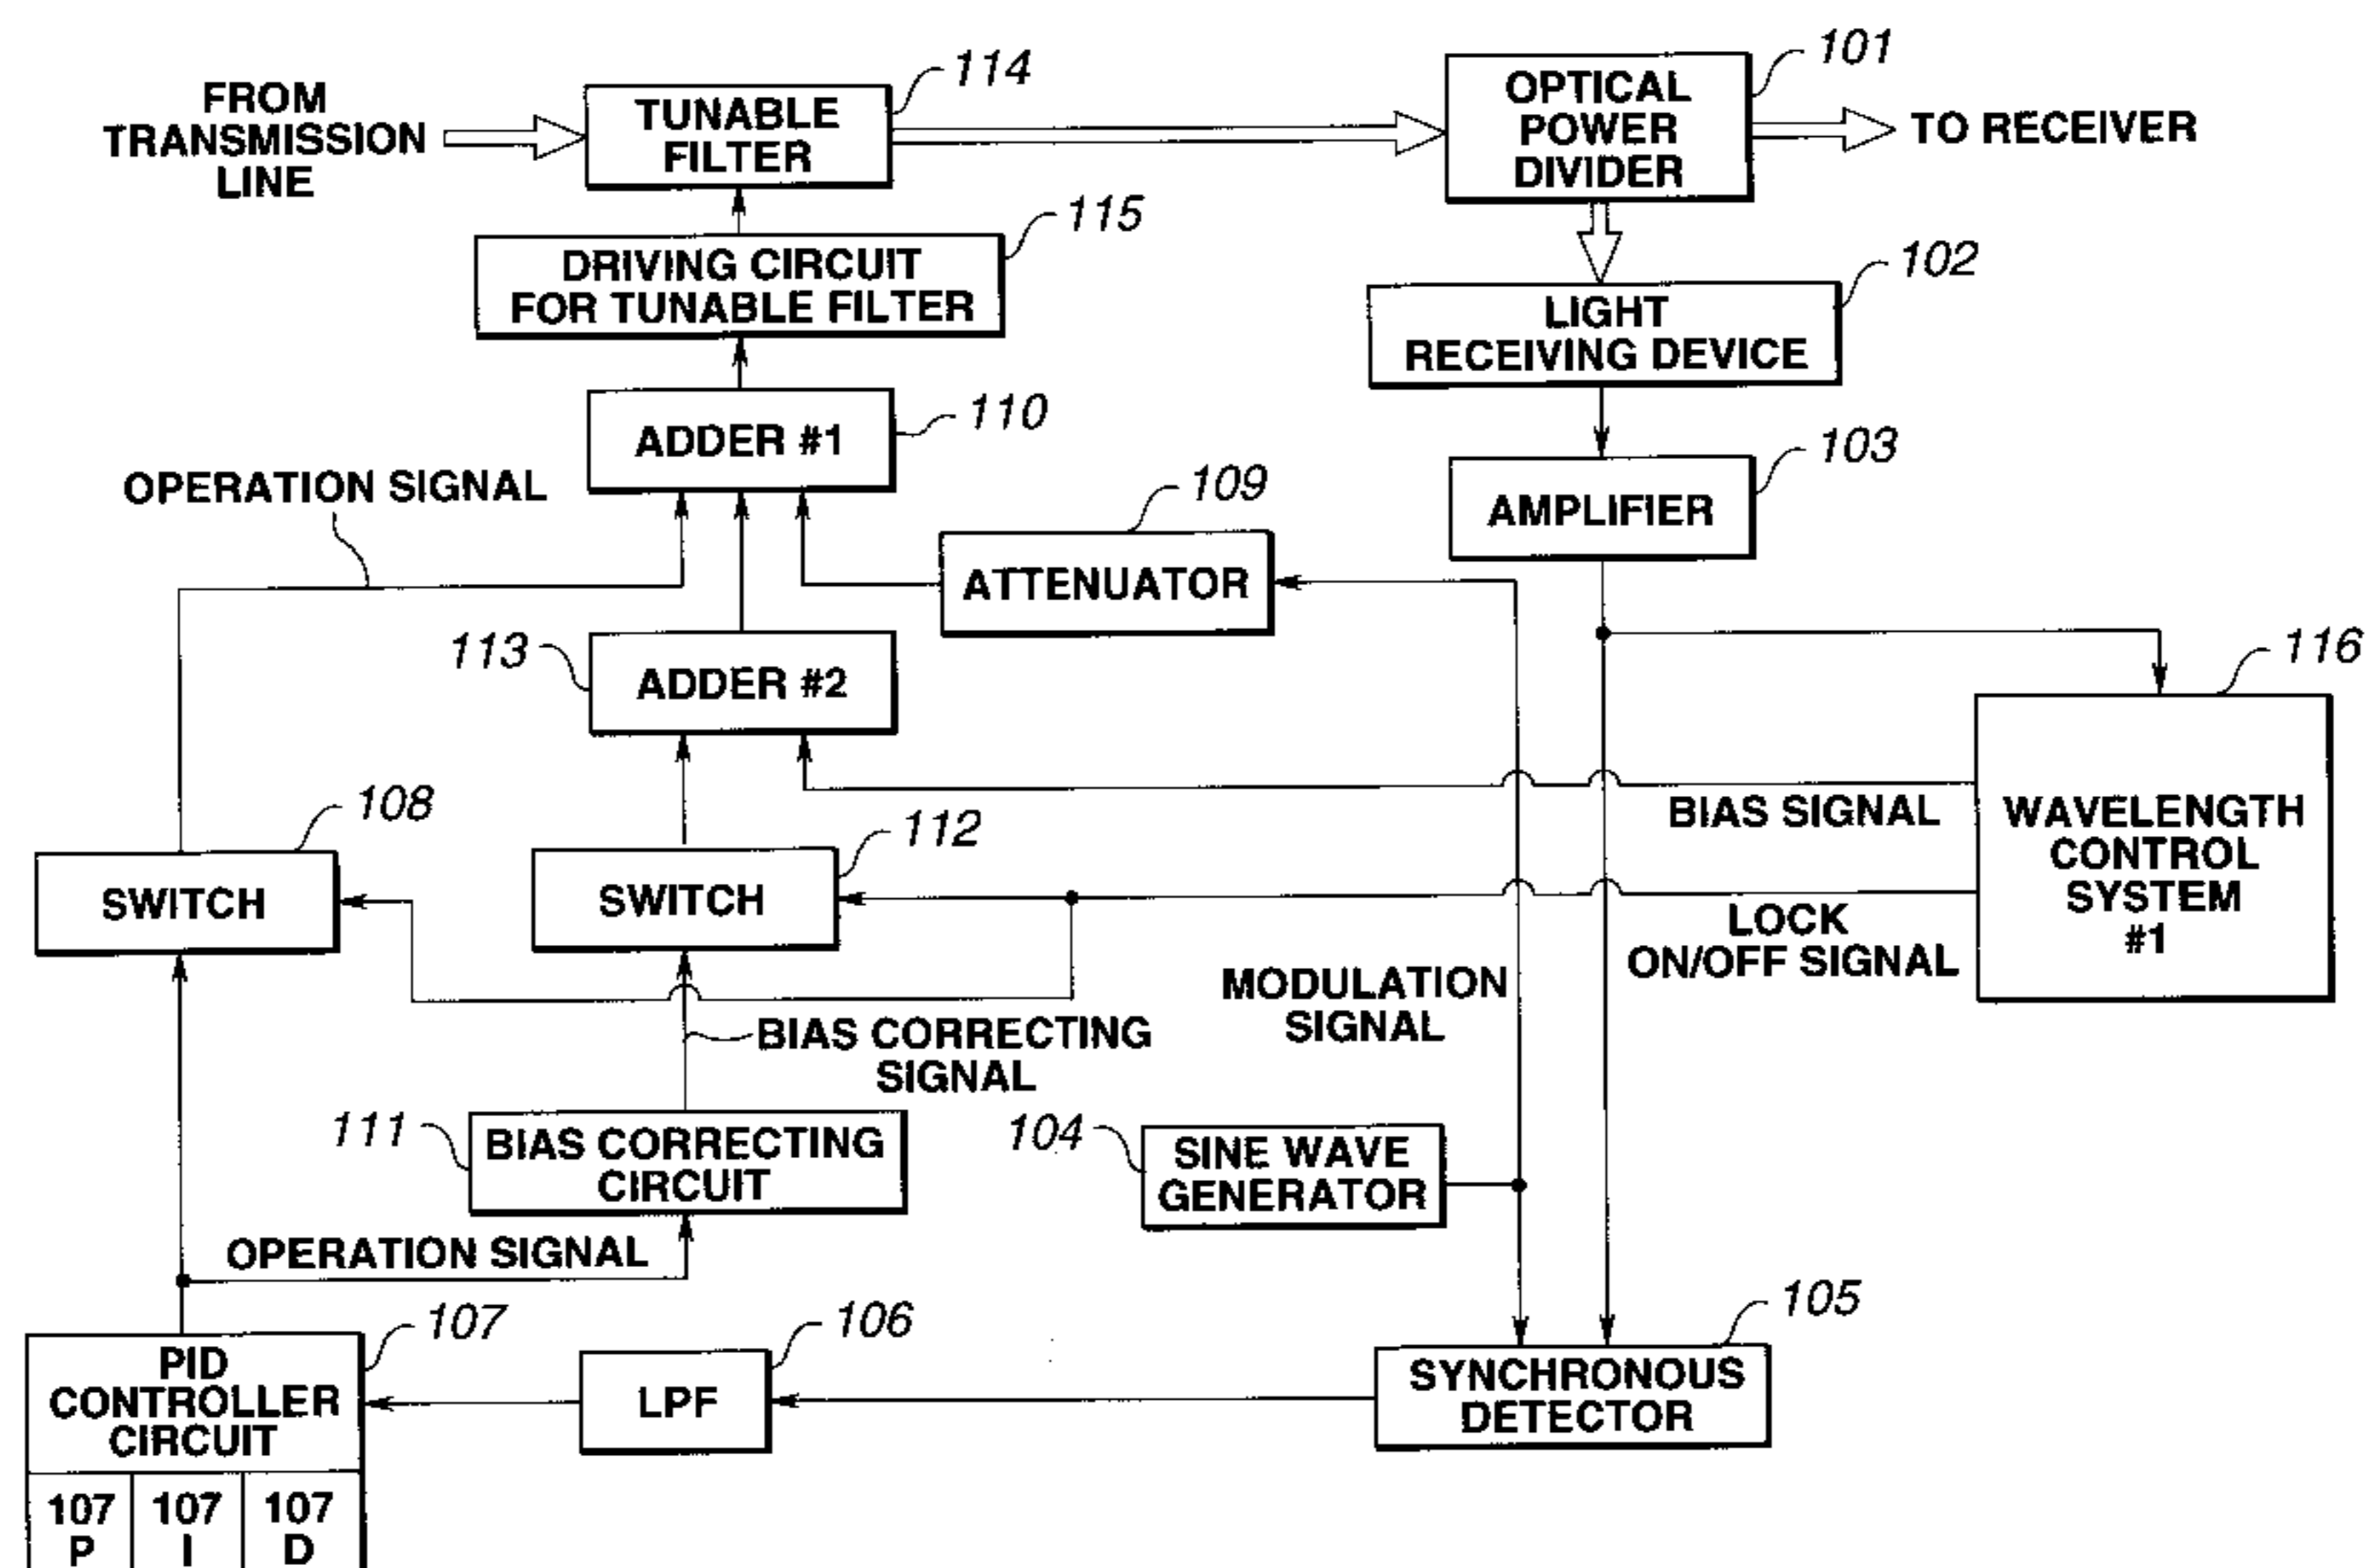 FROM
TRANSMISSION
LINE
TUNABLE
FILTER
114
OPTICAL
POWER
DIVIDER
101
TO RECEIVER
DRIVING CIRCUIT
FOR TUNABLE FILTER
115
LIGHT
RECEIVING DEVICE
102
ADDER #1
110
OPERATION SIGNAL
109
ATTENUATOR
AMPLIFIER
103
113
ADDER #2
116
BIAS SIGNAL
WAVELENGTH
CONTROL
SYSTEM
#1
108
SWITCH
112
SWITCH
LOCK
ON/OFF SIGNAL
MODULATION
SIGNAL
BIAS CORRECTING
SIGNAL
111
BIAS CORRECTING
CIRCUIT
104
SINE WAVE
GENERATOR
OPERATION SIGNAL
107
PID
CONTROLLER
CIRCUIT
107
P
107
I
107
D
106
LPF
105
SYNCHRONOUS
DETECTOR